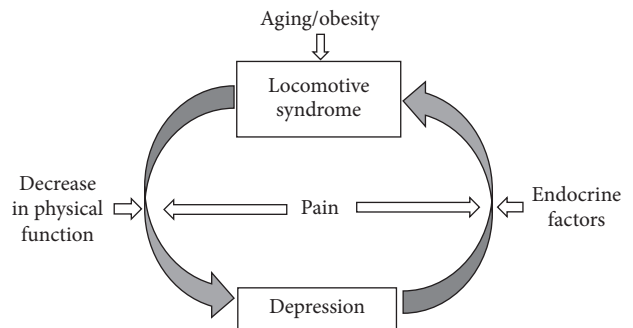 Aging/obesity
Locomotive
syndrome
Decrease
in physical
function
Pain
Endocrine
factors
Depression